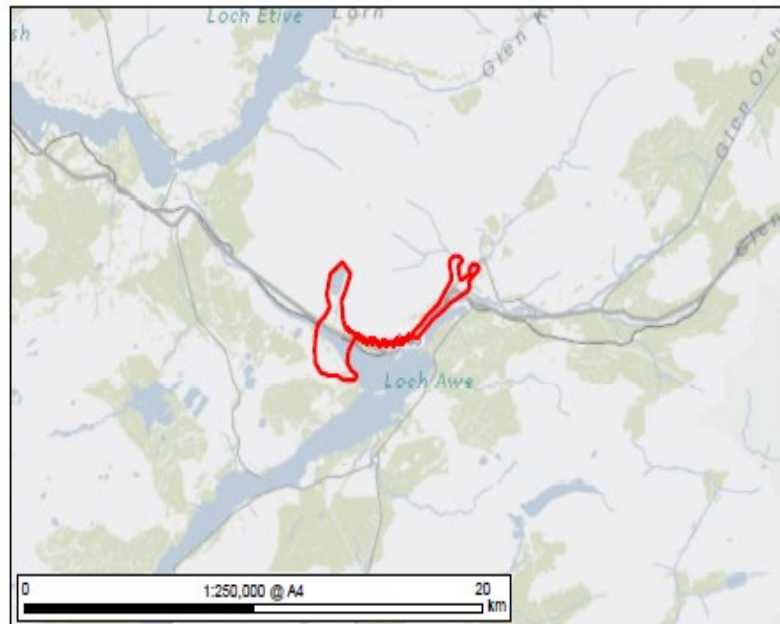 Loch Etive
Lorn
sh
Glen K
Glen Orch
Glen
Loch Awe
0
1:250,000 @ A4
20
km